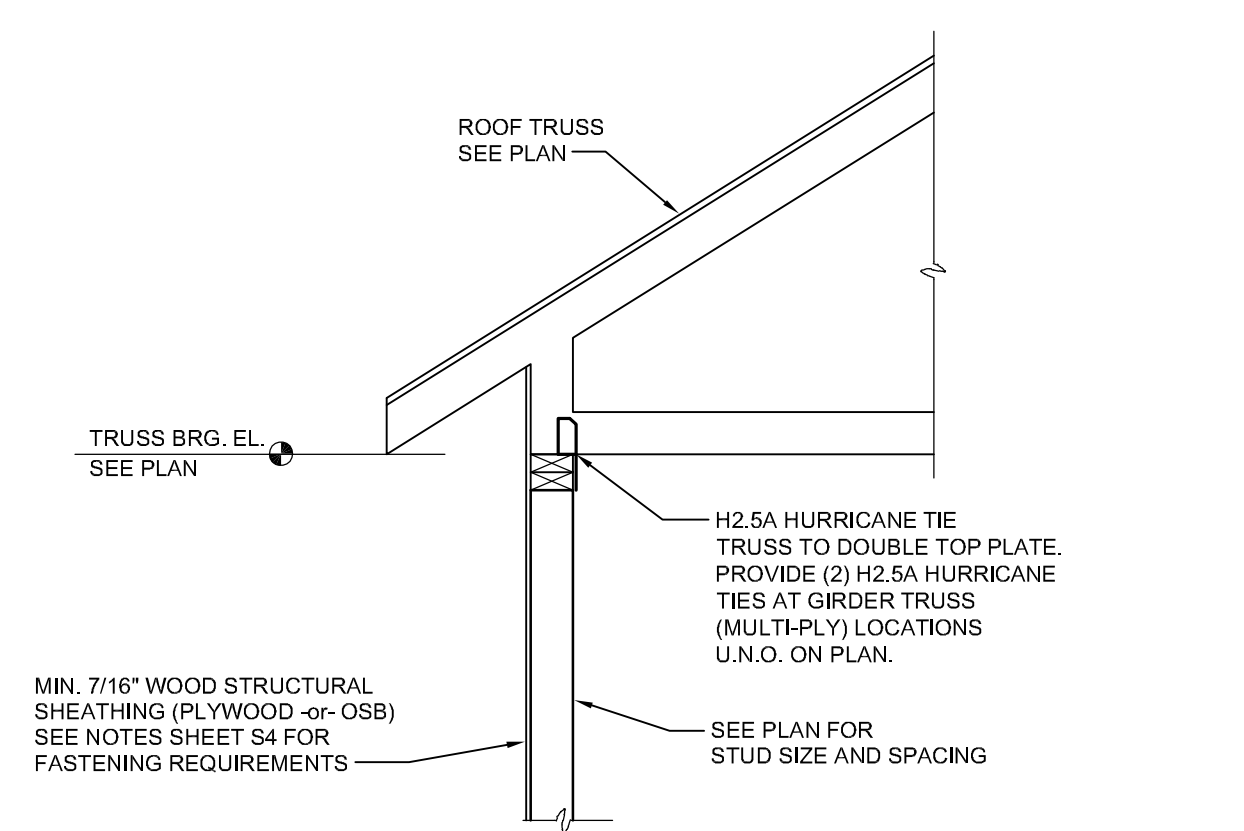 ROOF TRUSS
SEE PLAN
TRUSS BRG. EL.
SEE PLAN
H2.5A HURRICANE TIE
TRUSS TO DOUBLE TOP PLATE.
PROVIDE (2) H2.5A HURRICANE
TIES AT GIRDER TRUSS
(MULTI-PLY) LOCATIONS
U.N.O. ON PLAN.
MIN. 7/16" WOOD STRUCTURAL
SHEATHING (PLYWOOD -or- OSB)
SEE NOTES SHEET S4 FOR
FASTENING REQUIREMENTS
SEE PLAN FOR
STUD SIZE AND SPACING